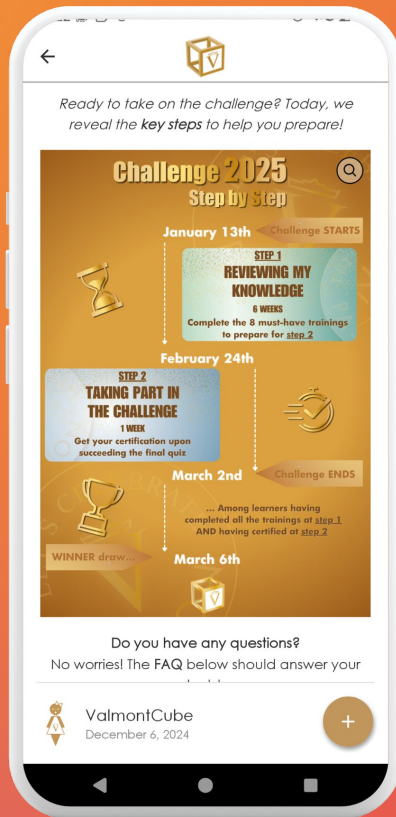 Ready to take on the challenge? Today, we
reveal the key steps to help you prepare!
Challenge 2025
Step by Step
January 13th
Challenge STARTS
STEP 1
REVIEWING MY
KNOWLEDGE
6 WEEKS
Complete the 8 must-have trainings
to prepare for step 2
February 24th
STEP 2
TAKING PART IN
THE CHALLENGE
1 WEEK
Get your certification upon
succeeding the final quiz
March 2nd
Challenge ENDS
... Among learners having
completed all the trainings at step 1
AND having certified at step 2
WINNER draw...
March 6th
Do you have any questions?
No worries! The FAQ below should answer your
ValmontCube
December 6, 2024